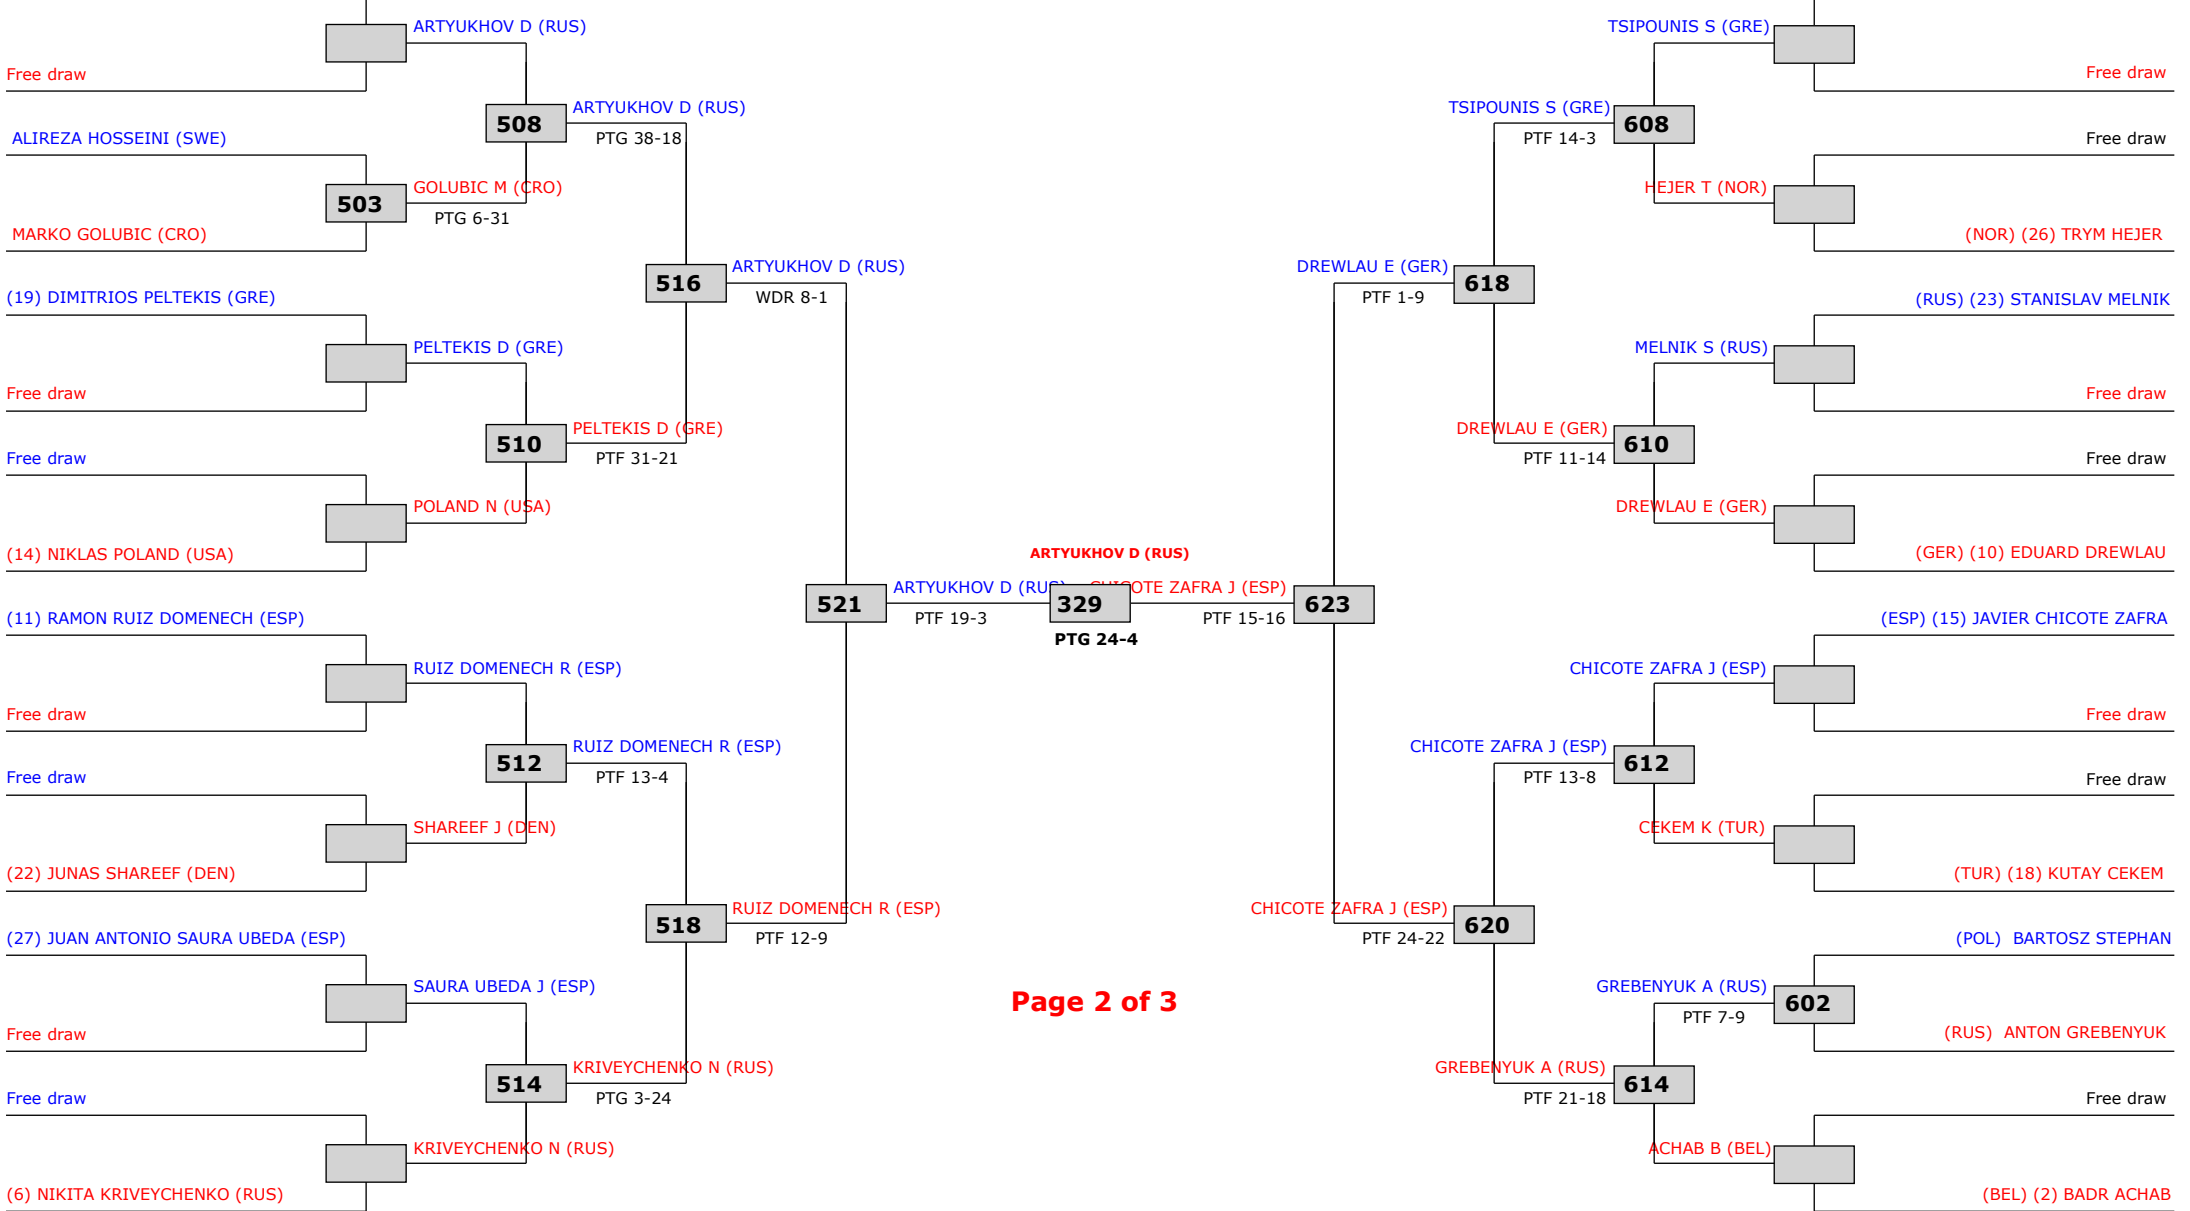 ARTYUKHOV D (RUS)
Free draw
508
ARTYUKHOV D (RUS)
PTG 38-18
ALIREZA HOSSEINI (SWE)
503
GOLUBIC M (CRO)
PTG 6-31
MARKO GOLUBIC (CRO)
516
ARTYUKHOV D (RUS)
WDR 8-1
(19) DIMITRIOS PELTEKIS (GRE)
PELTEKIS D (GRE)
Free draw
510
PELTEKIS D (GRE)
PTF 31-21
Free draw
POLAND N (USA)
(14) NIKLAS POLAND (USA)
521
ARTYUKHOV D (RUS)
PTF 19-3
(11) RAMON RUIZ DOMENECH (ESP)
RUIZ DOMENECH R (ESP)
Free draw
512
RUIZ DOMENECH R (ESP)
PTF 13-4
Free draw
SHAREEF J (DEN)
(22) JUNAS SHAREEF (DEN)
518
RUIZ DOMENECH R (ESP)
PTF 12-9
(27) JUAN ANTONIO SAURA UBEDA (ESP)
SAURA UBEDA J (ESP)
Free draw
514
KRIVEYCHENKO N (RUS)
PTG 3-24
Free draw
KRIVEYCHENKO N (RUS)
(6) NIKITA KRIVEYCHENKO (RUS)
ARTYUKHOV D (RUS)
329
PTG 24-4
Page 2 of 3
TSIPOUNIS S (GRE)
Free draw
TSIPOUNIS S (GRE)
608
PTF 14-3
Free draw
HEJER T (NOR)
(NOR) (26) TRYM HEJER
DREWLAU E (GER)
618
PTF 1-9
(RUS) (23) STANISLAV MELNIK
MELNIK S (RUS)
Free draw
DREWLAU E (GER)
610
PTF 11-14
Free draw
DREWLAU E (GER)
(GER) (10) EDUARD DREWLAU
CHICOTE ZAFRA J (ESP)
623
PTF 15-16
(ESP) (15) JAVIER CHICOTE ZAFRA
CHICOTE ZAFRA J (ESP)
Free draw
CHICOTE ZAFRA J (ESP)
612
PTF 13-8
Free draw
CEKEM K (TUR)
(TUR) (18) KUTAY CEKEM
CHICOTE ZAFRA J (ESP)
620
PTF 24-22
(POL) BARTOSZ STEPHAN
GREBENYUK A (RUS)
602
PTF 7-9
(RUS) ANTON GREBENYUK
GREBENYUK A (RUS)
614
PTF 21-18
Free draw
ACHAB B (BEL)
(BEL) (2) BADR ACHAB